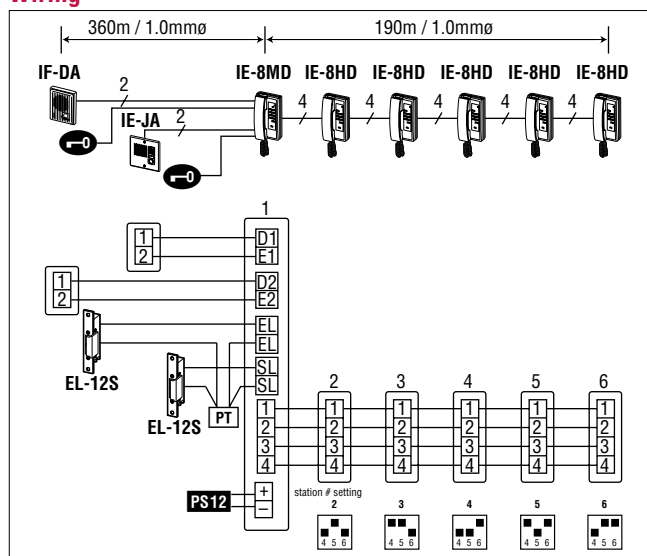 Wiring
360m / 1.0mmø 190m / 1.0mmø
IF-DA 2 IE-8MD IE-8HD IE-8HD IE-8HD IE-8HD IE-8HD
4 4 4 4 4
IE-JA 2
1
1 D1
2 E1
1 D2
2 E2
EL
EL
SL
EL-12S SL 2 3 4 5 6
EL-12S PT 1 1 1 1 1 1
2 2 2 2 2 2
3 3 3 3 3 3
4 4 4 4 4 4
PS12 + station # setting
– 2 3 4 5 6
4 5 6 4 5 6 4 5 6 4 5 6 4 5 6